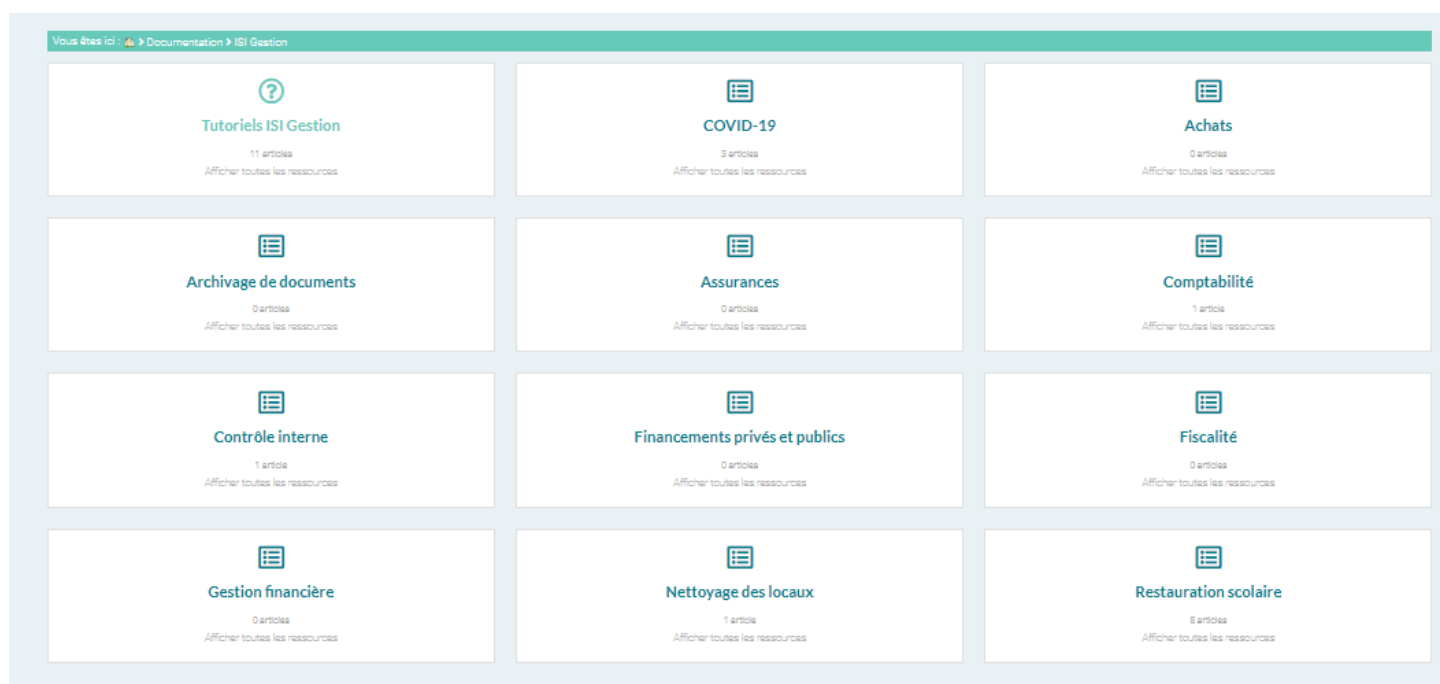 Vous êtes ici : > Documentation > ISI Gestion
Tutoriels ISI Gestion
11 articles
Afficher toutes les ressources
COVID-19
3 articles
Afficher toutes les ressources
Achats
0 articles
Afficher toutes les ressources
Archivage de documents
0 articles
Afficher toutes les ressources
Assurances
0 articles
Afficher toutes les ressources
Comptabilité
1 article
Afficher toutes les ressources
Contrôle interne
1 article
Afficher toutes les ressources
Financements privés et publics
0 articles
Afficher toutes les ressources
Fiscalité
0 articles
Afficher toutes les ressources
Gestion financière
0 articles
Afficher toutes les ressources
Nettoyage des locaux
1 article
Afficher toutes les ressources
Restauration scolaire
8 articles
Afficher toutes les ressources